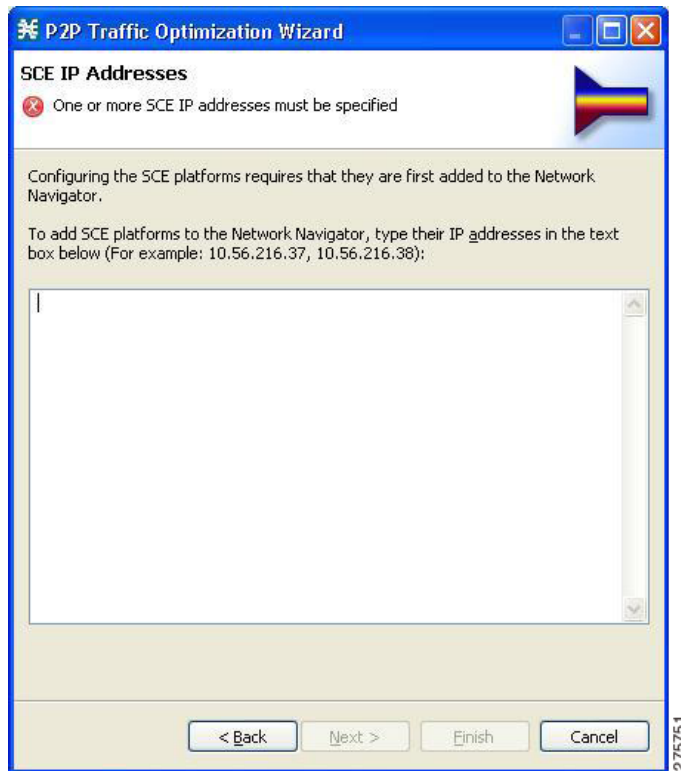 P2P Traffic Optimization Wizard
SCE IP Addresses
One or more SCE IP addresses must be specified
Configuring the SCE platforms requires that they are first added to the Network
Navigator.
To add SCE platforms to the Network Navigator, type their IP addresses in the text
box below (For example: 10.56.216.37, 10.56.216.38):
< Back
Next >
Finish
Cancel
275751